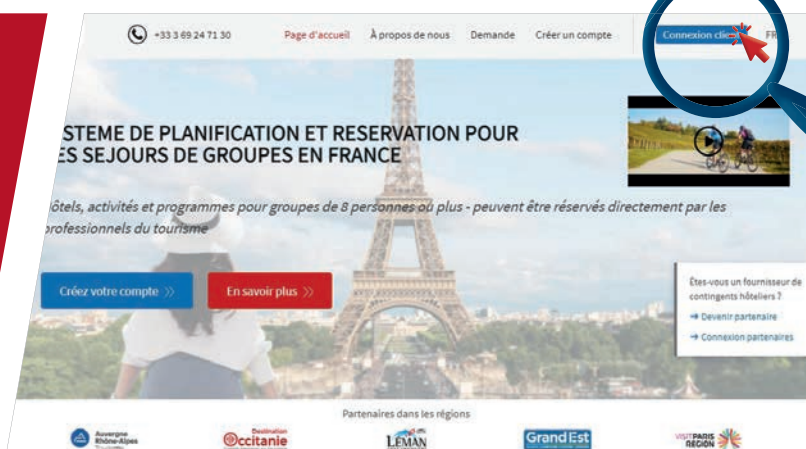 +33 3 69 24 71 30 Page d'accueil À propos de nous Demande Créer un compte Connexion client FR
STEME DE PLANIFICATION ET RESERVATION POUR
ES SEJOURS DE GROUPES EN FRANCE
ôtels, activités et programmes pour groupes de 8 personnes ou plus - peuvent être réservés directement par les
professionnels du tourisme
Créez votre compte
En savoir plus
Êtes-vous un fournisseur de
contingents hôteliers ?
→ Devenir partenaire
→ Connexion partenaires
Partenaires dans les régions
Auvergne
Rhône-Alpes
Destination
Occitanie
LÉMAN
Grand Est
VISIT PARIS
REGION